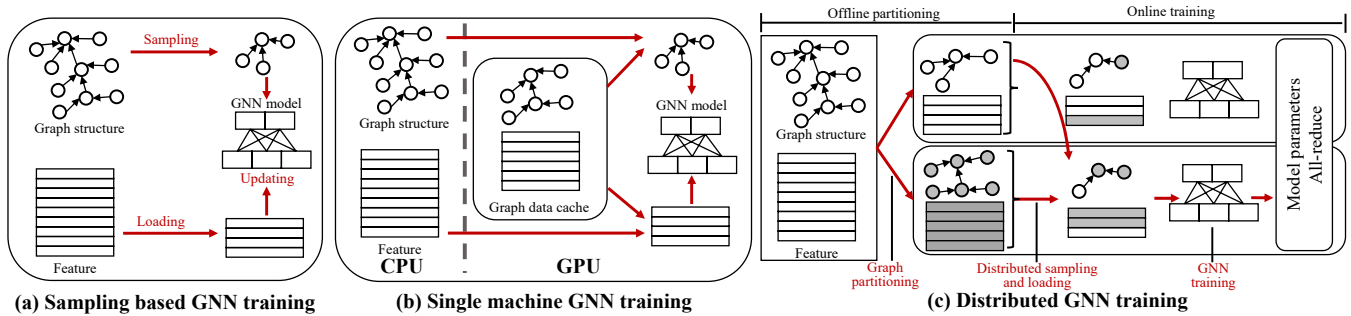 Sampling
GNN model
Graph structure
Updating
Loading
Feature
(a) Sampling based GNN training
Graph structure
GNN model
Graph data cache
Feature
CPU
GPU
(b) Single machine GNN training
Offline partitioning
Online training
Graph structure
Feature
Model parameters
All-reduce
Graph
partitioning
Distributed sampling
and loading
GNN
training
(c) Distributed GNN training